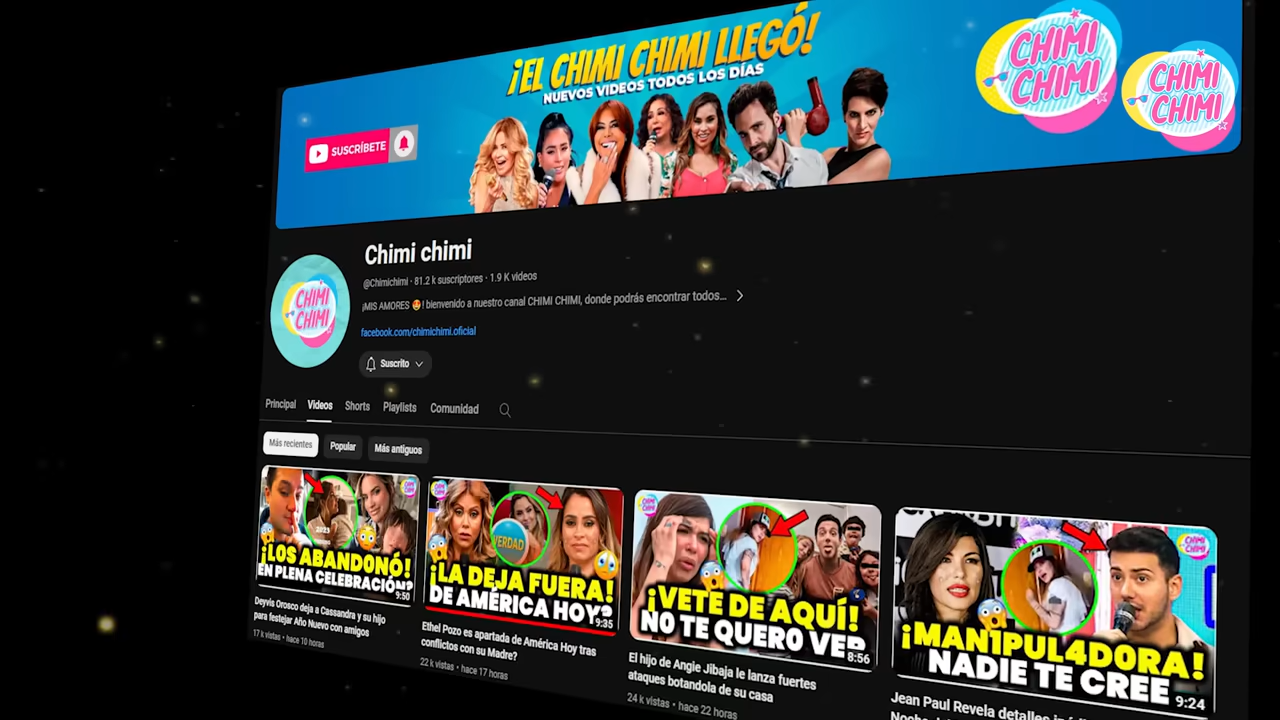 ¡EL CHIMI CHIMI LLEGÓ!
NUEVOS VIDEOS TODOS LOS DÍAS
SUSCRÍBETE
CHIMI
CHIMI
CHIMI
CHIMI
Chimi chimi
@Chimichimi · 81.2 k suscriptores · 1.9 K videos
¡MIS AMORES 😍! bienvenido a nuestro canal CHIMI CHIMI, donde podrás encontrar todos...
facebook.com/chimichimi.oficial
CHIMI
CHIMI
Suscrito
Principal Videos Shorts Playlists Comunidad
Más recientes Popular Más antiguos
2023
¡LOS ABANDONÓ!
EN PLENA CELEBRACIÓN?
9:50
Deyvis Orosco deja a Cassandra y su hijo
para festejar Año Nuevo con amigos
17 k vistas · hace 10 horas
VERDAD
¡LA DEJA FUERA!
DE AMÉRICA HOY?
9:35
Ethel Pozo es apartada de América Hoy tras
conflictos con su Madre?
22 k vistas · hace 17 horas
CHIMI
CHIMI
¡VETE DE AQUÍ!
NO TE QUERO VER
8:56
El hijo de Angie Jibaja le lanza fuertes
ataques botandola de su casa
24 k vistas · hace 22 horas
CHIMI
CHIMI
¡MAN1PUL4D0RA!
NADIE TE CREE
9:24
Jean Paul Revela detalles